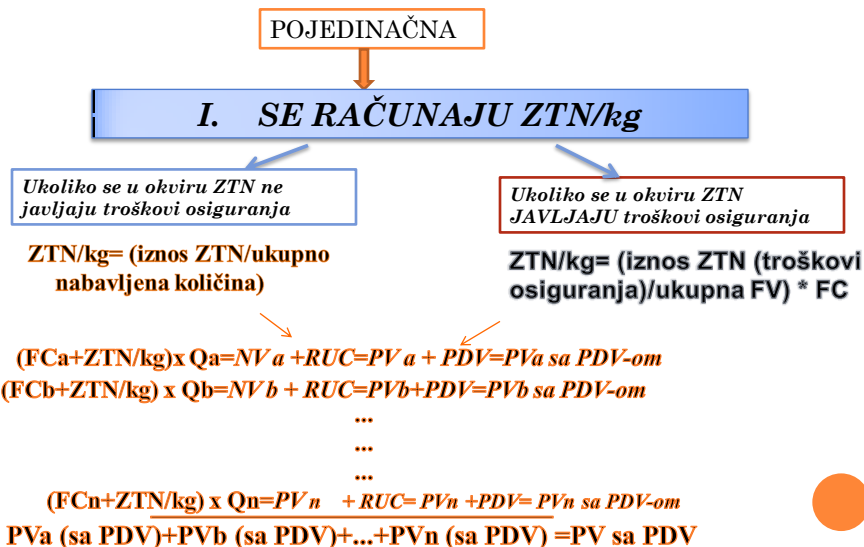 POJEDINAČNA
I. SE RAČUNAJU ZTN/kg
Ukoliko se u okviru ZTN ne
javljaju troškovi osiguranja
Ukoliko se u okviru ZTN
JAVLJAJU troškovi osiguranja
ZTN/kg= (iznos ZTN/ukupno
nabavljena količina)
ZTN/kg= (iznos ZTN (troškovi
osiguranja)/ukupna FV) * FC
(FCa+ZTN/kg)x Qa=NV a +RUC=PV a + PDV=PVa sa PDV-om
(FCb+ZTN/kg) x Qb=NV b + RUC=PVb+PDV=PVb sa PDV-om
...
...
...
(FCn+ZTN/kg) x Qn=PV n + RUC= PVn +PDV= PVn sa PDV-om
PVa (sa PDV)+PVb (sa PDV)+...+PVn (sa PDV) =PV sa PDV